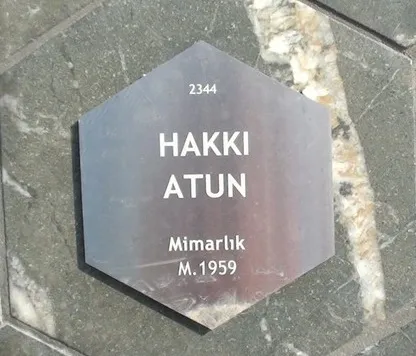 2344
HAKKI
ATUN
Mimarlık
M.1959